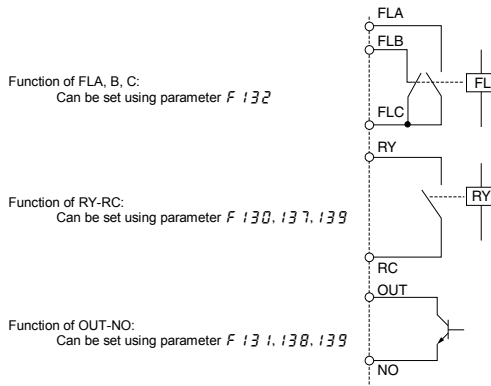 FLA
FLB
Function of FLA, B, C:
Can be set using parameter F 132
FL
FLC
RY
Function of RY-RC:
Can be set using parameter F 130, 137, 139
RY
RC
OUT
Function of OUT-NO:
Can be set using parameter F 131, 138, 139
NO